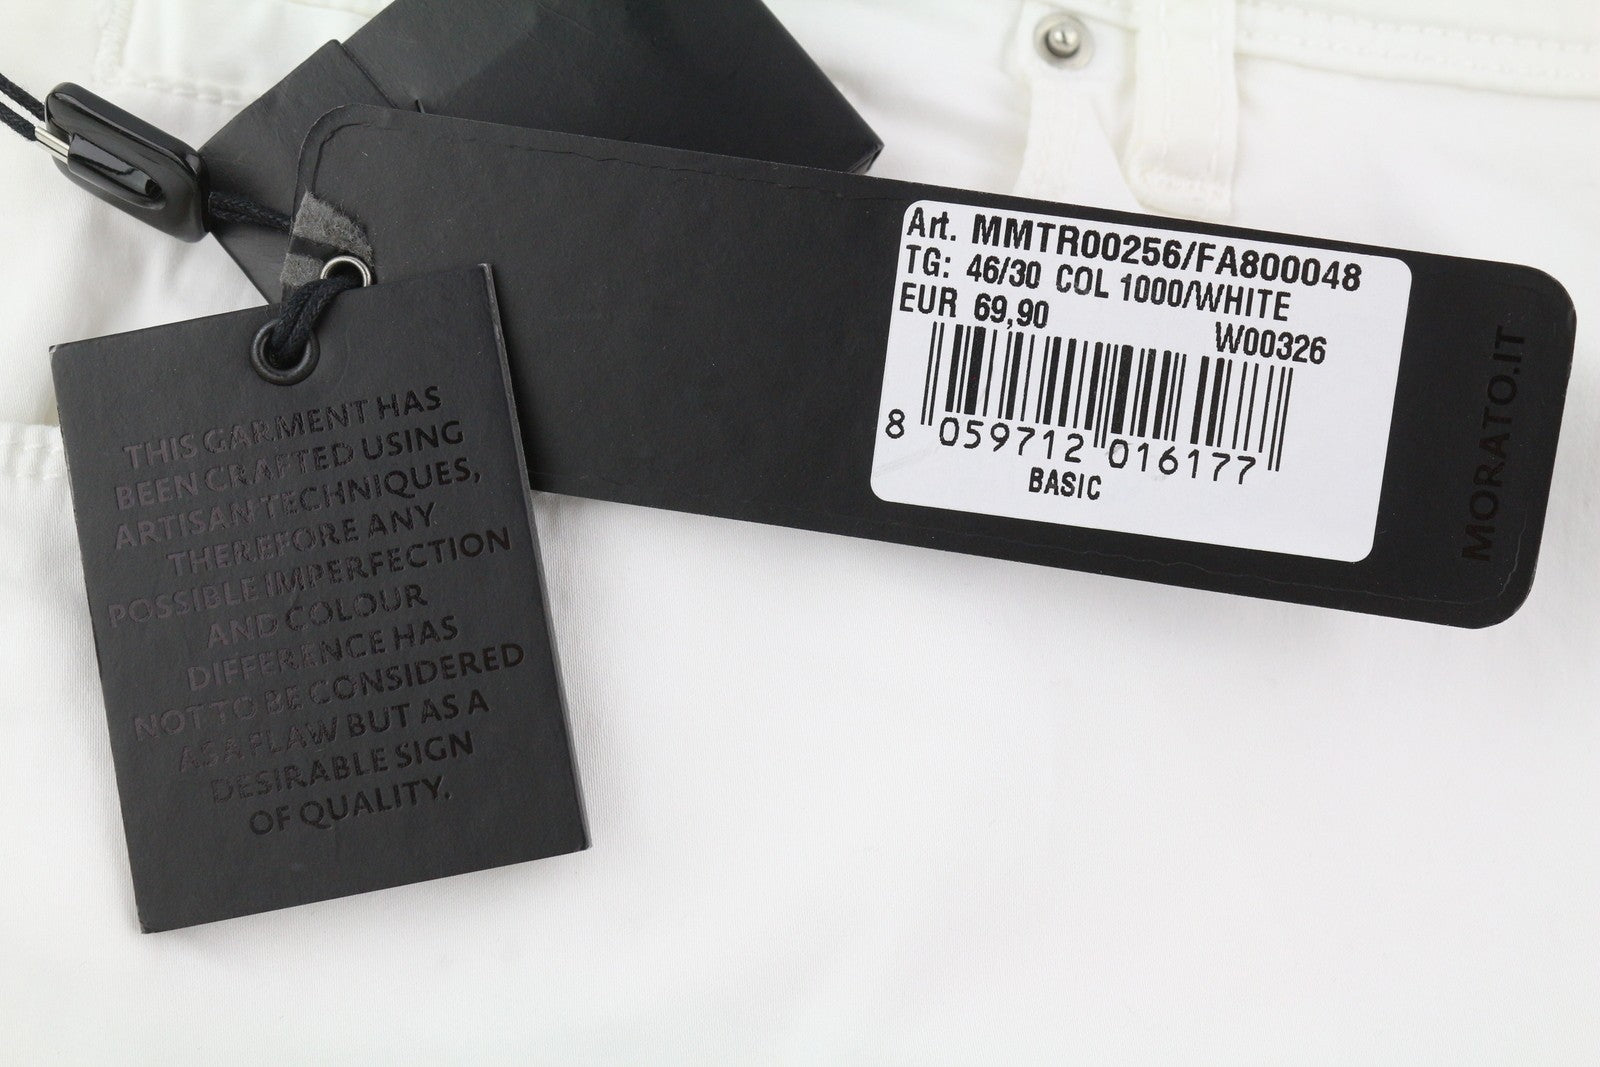 THIS GARMENT HAS
BEEN CRAFTED USING
ARTISAN TECHNIQUES,
THEREFORE ANY
POSSIBLE IMPERFECTION
AND COLOUR
DIFFERENCE HAS
NOT TO BE CONSIDERED
AS A FLAW BUT AS A
DESIRABLE SIGN
OF QUALITY.
Art. MMTR00256/FA800048
TG: 46/30 COL 1000/WHITE
EUR 69,90
W00326
8 059712 016177
BASIC
MORATO.IT